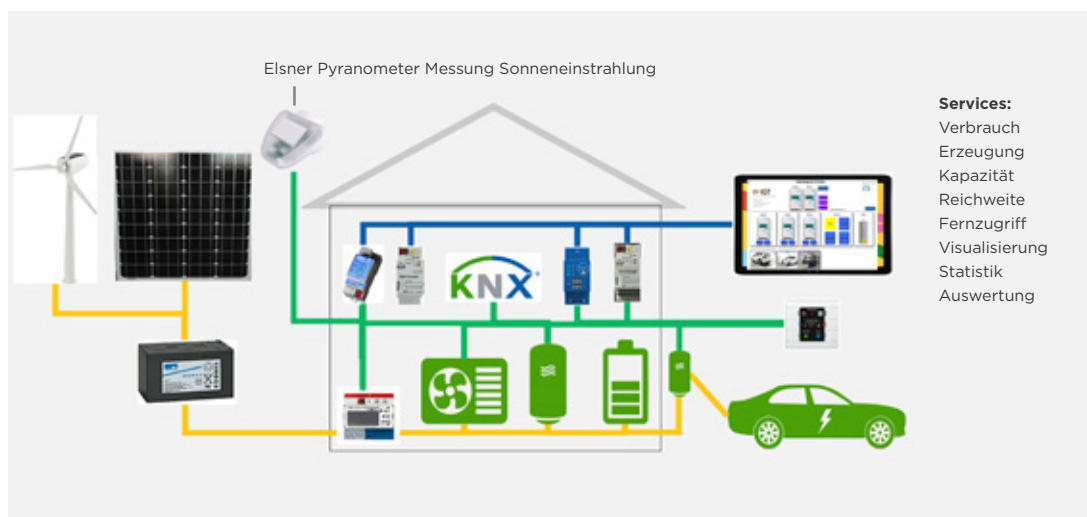 Elsner Pyranometer Messung Sonneneinstrahlung
Services:
Verbrauch
Erzeugung
Kapazität
Reichweite
Fernzugriff
Visualisierung
Statistik
Auswertung
KNX